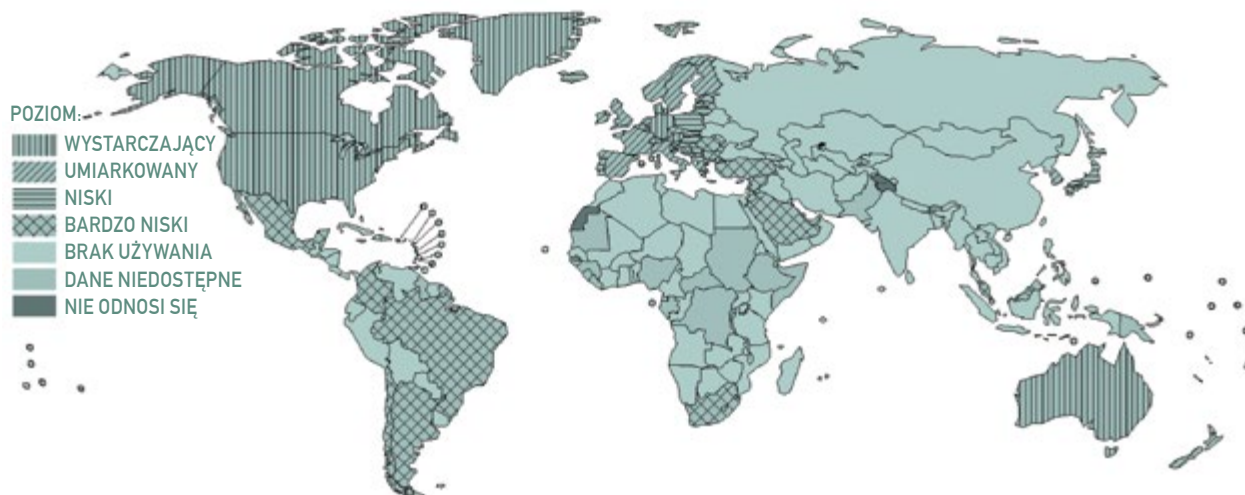 POZIOM:
WYSTARCZAJĄCY
UMIARKOWANY
NISKI
BARDZO NISKI
BRAK UŻYWANIA
DANE NIEDOSTĘPNE
NIE ODNOSI SIĘ